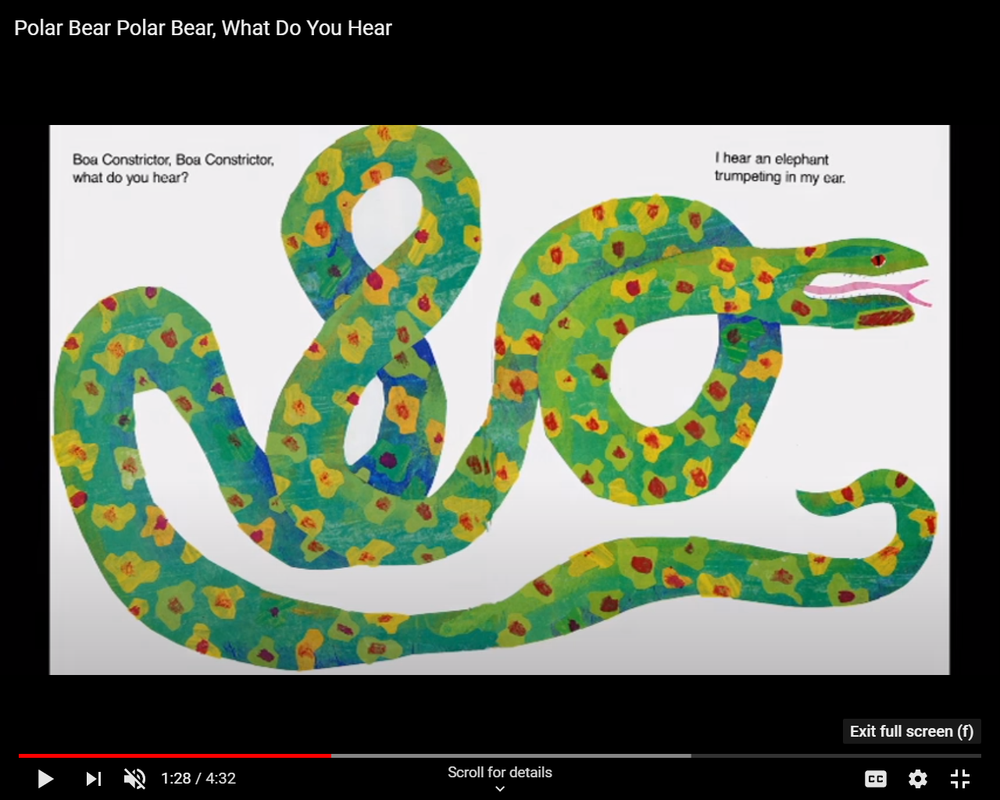 Polar Bear Polar Bear, What Do You Hear
Boa Constrictor, Boa Constrictor,
what do you hear?
I hear an elephant
trumpeting in my ear.
Exit full screen (f)
1:28 / 4:32
Scroll for details
CC